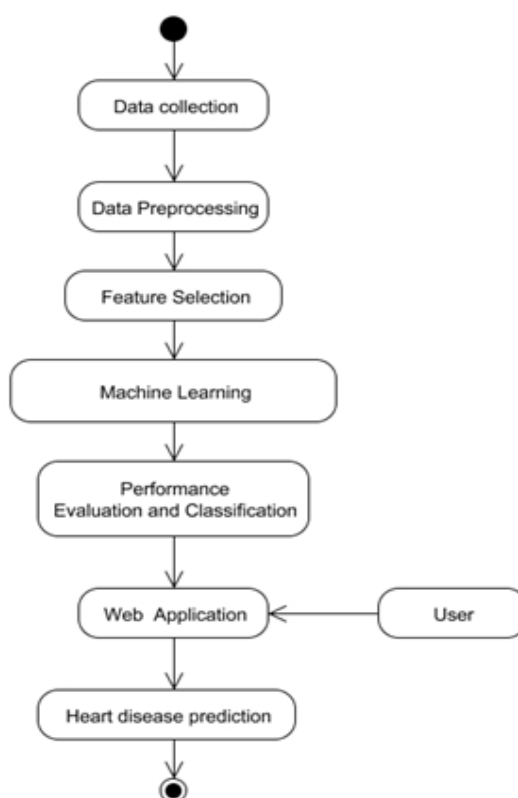 Data collection
Data Preprocessing
Feature Selection
Machine Learning
Performance
Evaluation and Classification
Web Application
User
Heart disease prediction